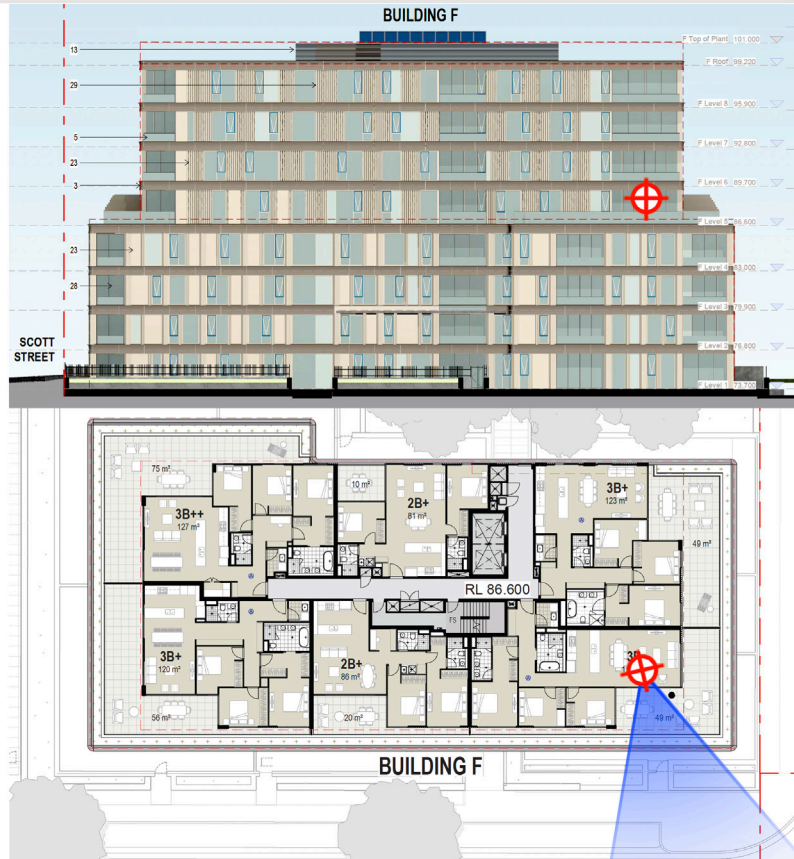 BUILDING F
13
F Top of Plant 101.000
F Roof 99,220
29
F Level 8 95,900
5
F Level 7 92,800
23
3
F Level 6 89,700
F Level 5 86,600
23
F Level 4 83,000
28
F Level 3 79,900
SCOTT
STREET
F Level 2 76,800
F Level 1 73,700
75 m²
10 m²
2B+
81 m²
3B+
123 m²
3B++
127 m²
49 m²
RL 86.600
FS
3B+
120 m²
2B+
86 m²
56 m²
20 m²
49 m²
BUILDING F